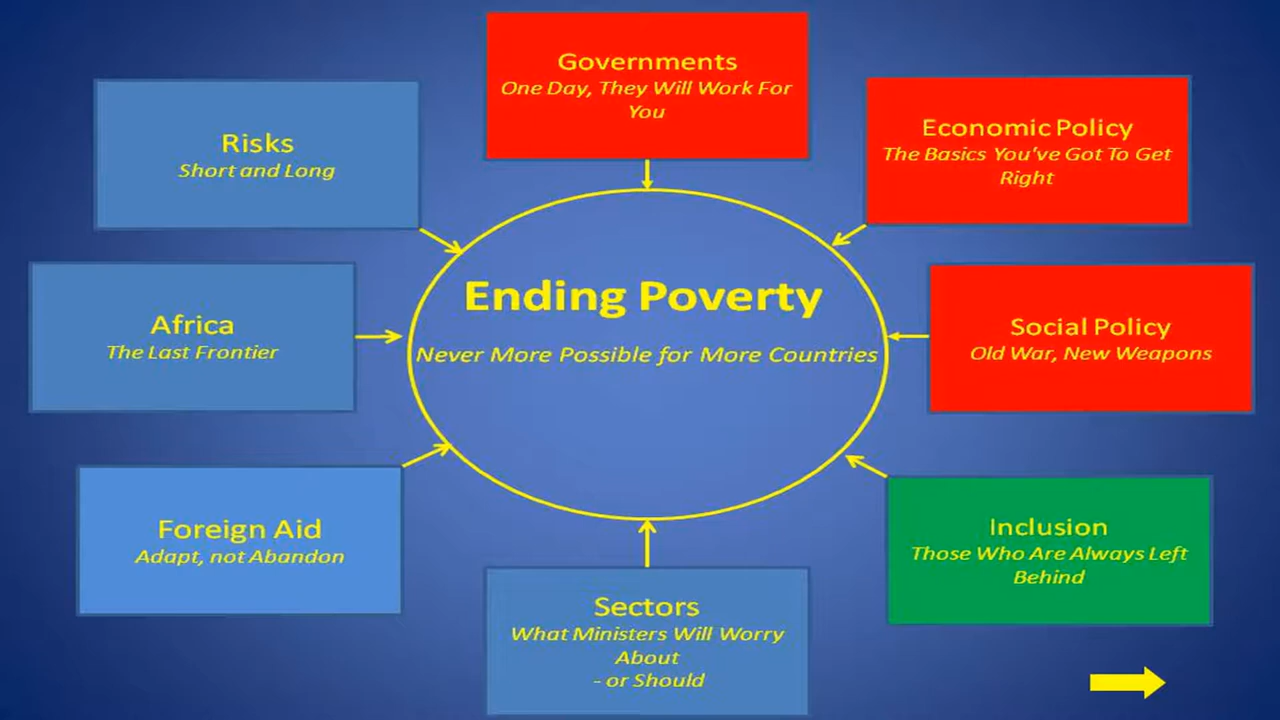 Governments
One Day, They Will Work For
You
Economic Policy
The Basics You've Got To Get
Right
Risks
Short and Long
Ending Poverty
Never More Possible for More Countries
Africa
The Last Frontier
Social Policy
Old War, New Weapons
Foreign Aid
Adapt, not Abandon
Inclusion
Those Who Are Always Left
Behind
Sectors
What Ministers Will Worry
About
- or Should